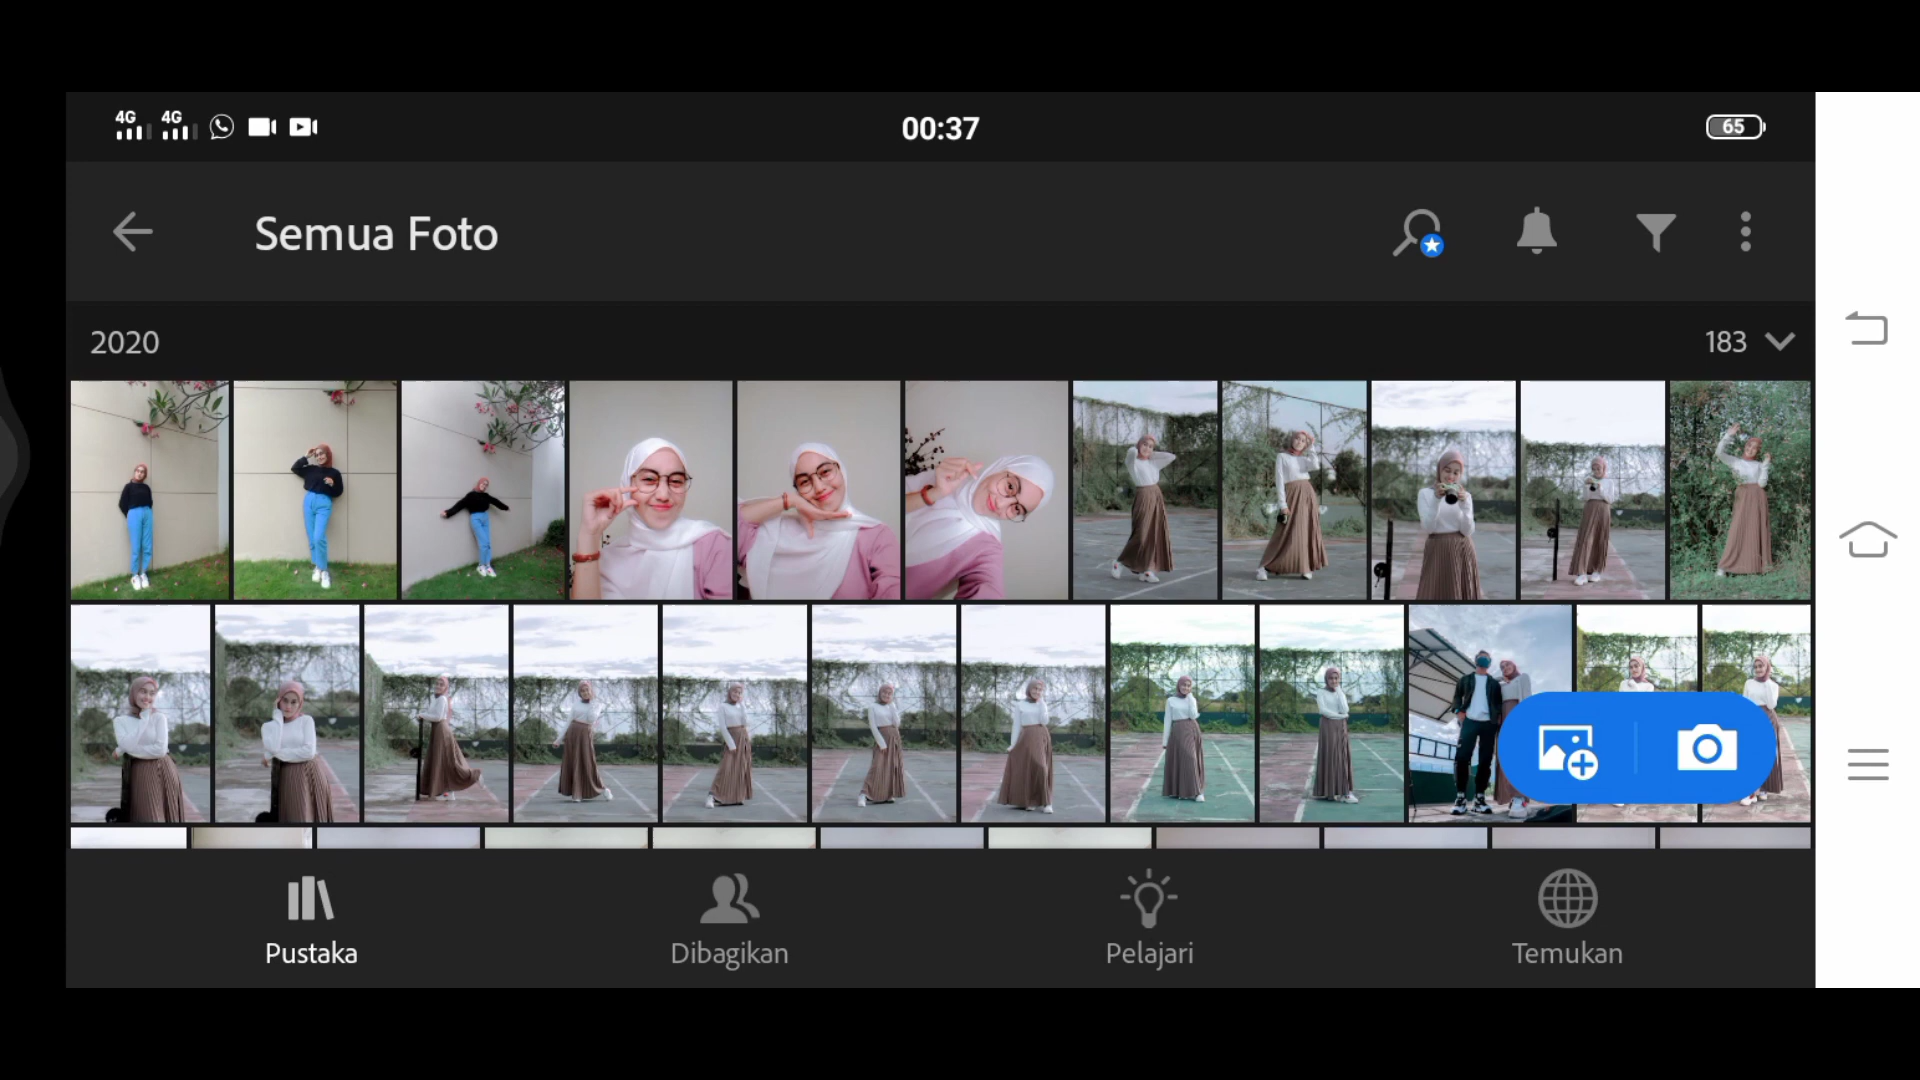 4G 4G 00:37 65
Semua Foto
2020 183
Pustaka Dibagikan Pelajari Temukan